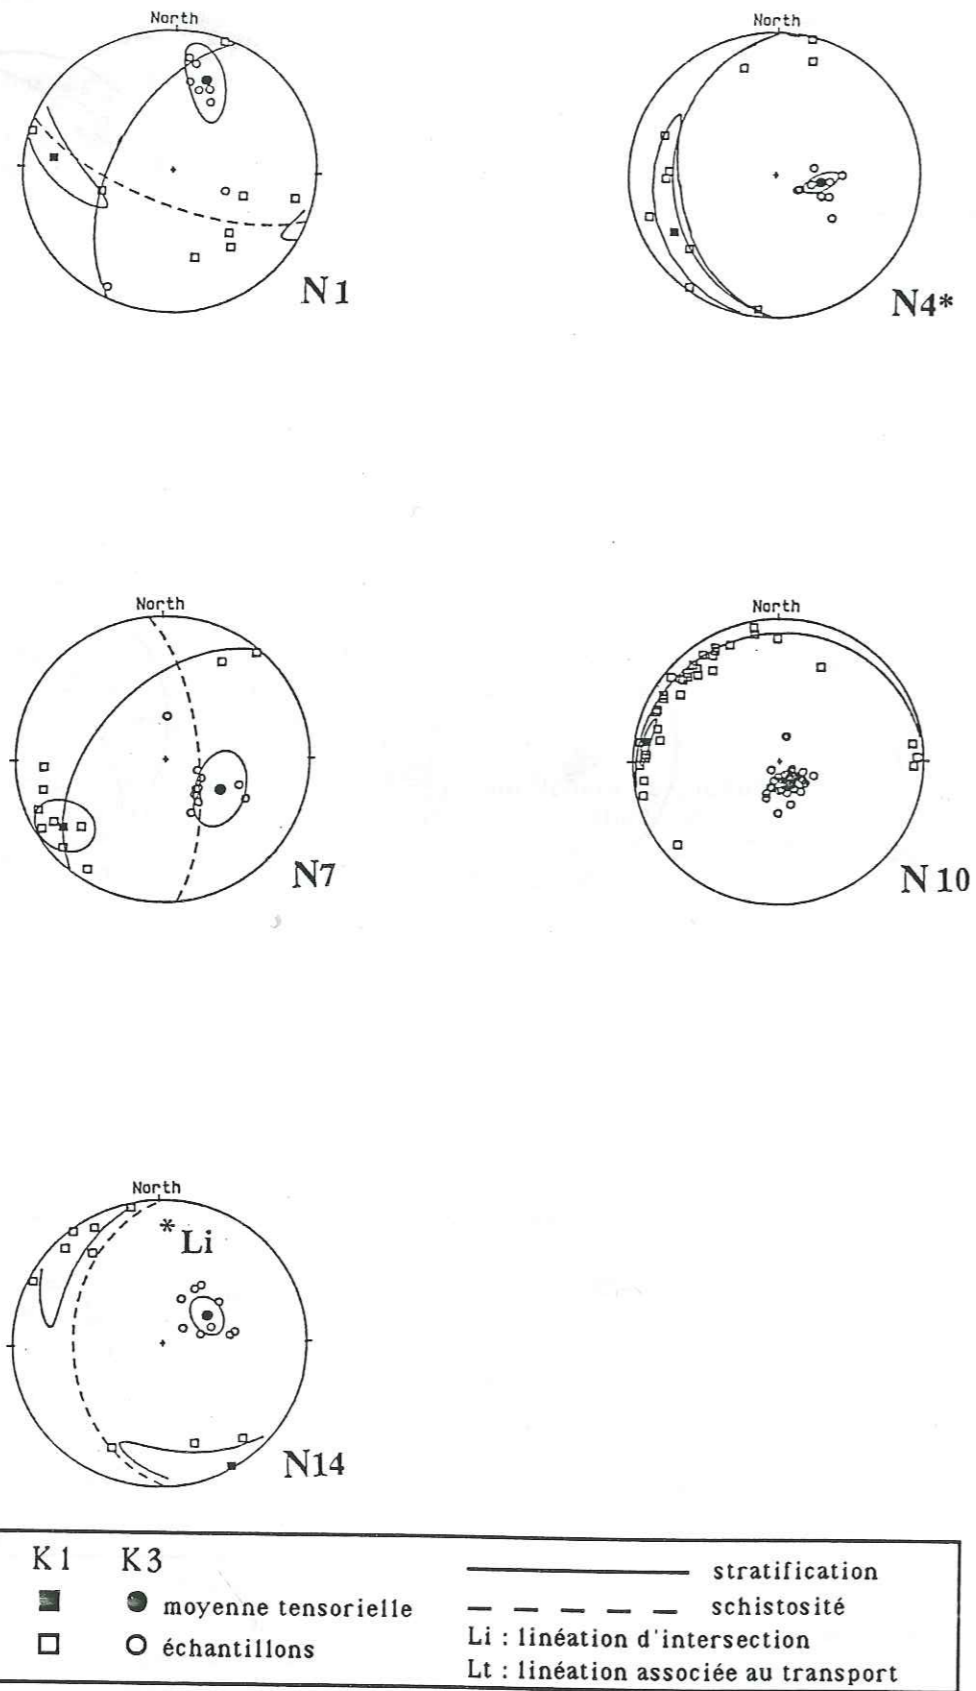 North
North
N1
N4*
North
North
N7
N10
North
* Li
N14
K1 K3
moyenne tensorielle
échantillons
stratification
schistosité
Li : linéation d'intersection
Lt : linéation associée au transport